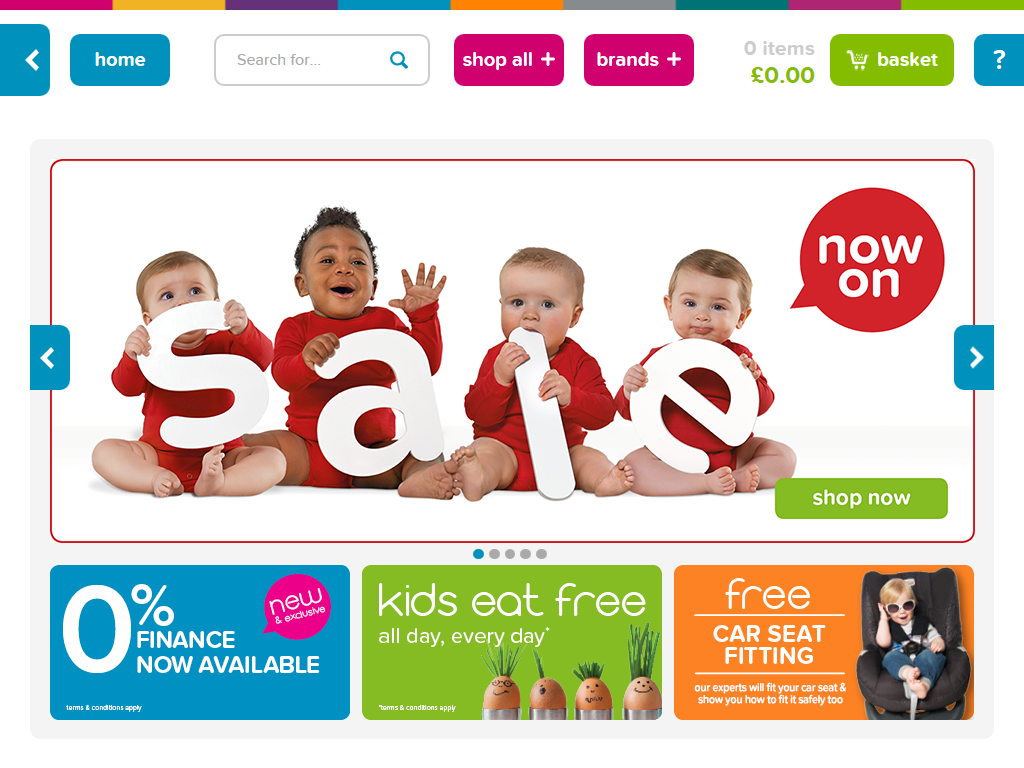 home
Search for...
shop all +
brands +
0 items
£0.00
basket
?
now
on
sale
shop now
0%
FINANCE
NOW AVAILABLE
new
& exclusive
terms & conditions apply
kids eat free
all day, every day*
*terms & conditions apply
free
CAR SEAT
FITTING
our experts will fit your car seat &
show you how to fit it safely too